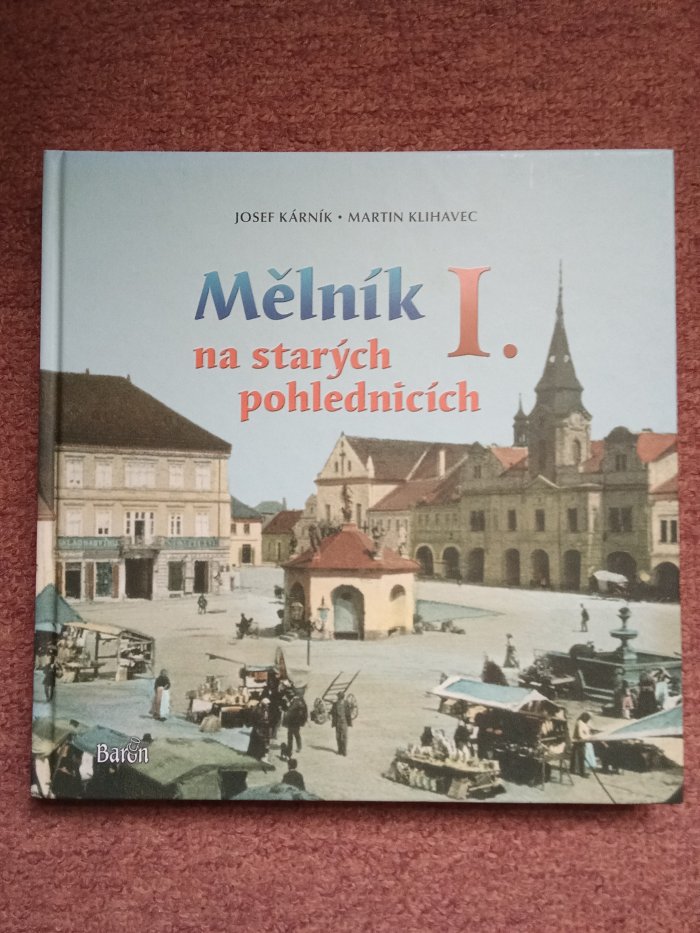 JOSEF KÁRNÍK • MARTIN KLIHAVEC
Mělník I.
na starých
pohlednicích
Baron